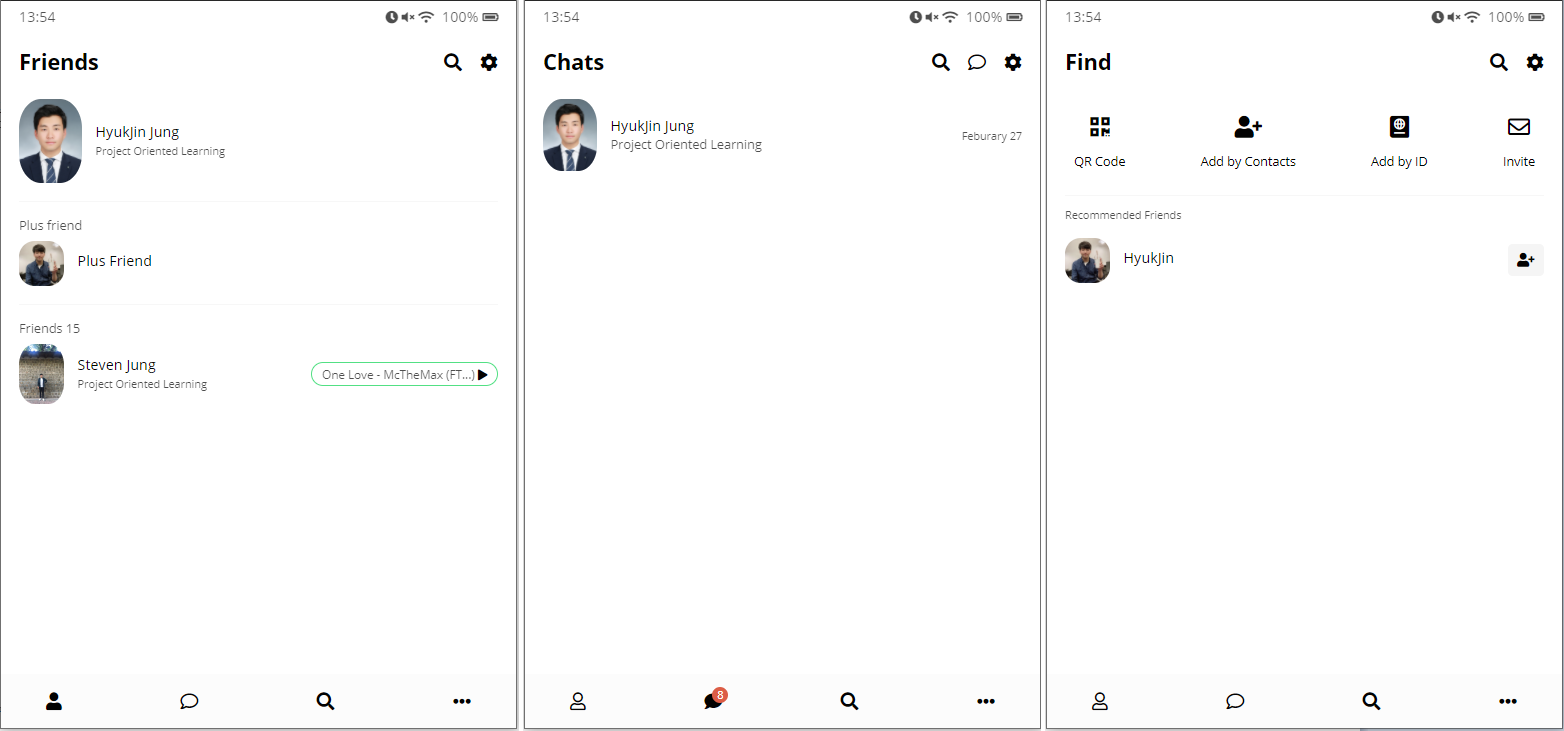 13:54
100%
Friends
HyukJin Jung
Project Oriented Learning
Plus friend
Plus Friend
Friends 15
Steven Jung
Project Oriented Learning
One Love - McTheMax (FT...)
13:54
100%
Chats
HyukJin Jung
Project Oriented Learning
Feburary 27
8
13:54
100%
Find
QR Code
Add by Contacts
Add by ID
Invite
Recommended Friends
HyukJin